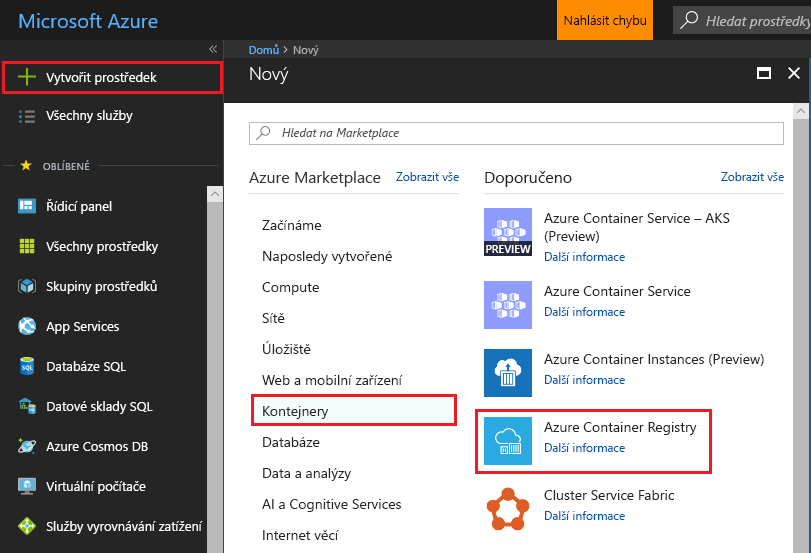 Microsoft Azure
Nahlásit chybu
Hledat prostředky
Vytvořit prostředek
Všechny služby
OBLÍBENÉ
Řídicí panel
Všechny prostředky
Skupiny prostředků
App Services
SQL
Databáze SQL
Datové sklady SQL
Azure Cosmos DB
Virtuální počítače
Služby vyrovnávání zatížení
Domů > Nový
Nový
Hledat na Marketplace
Azure Marketplace Zobrazit vše
Začínáme
Naposledy vytvořené
Compute
Sítě
Úložiště
Web a mobilní zařízení
Kontejnery
Databáze
Data a analýzy
AI a Cognitive Services
Internet věcí
Doporučeno Zobrazit vše
PREVIEW
Azure Container Service – AKS
(Preview)
Další informace
Azure Container Service
Další informace
Azure Container Instances (Preview)
Další informace
Azure Container Registry
Další informace
Cluster Service Fabric
Další informace